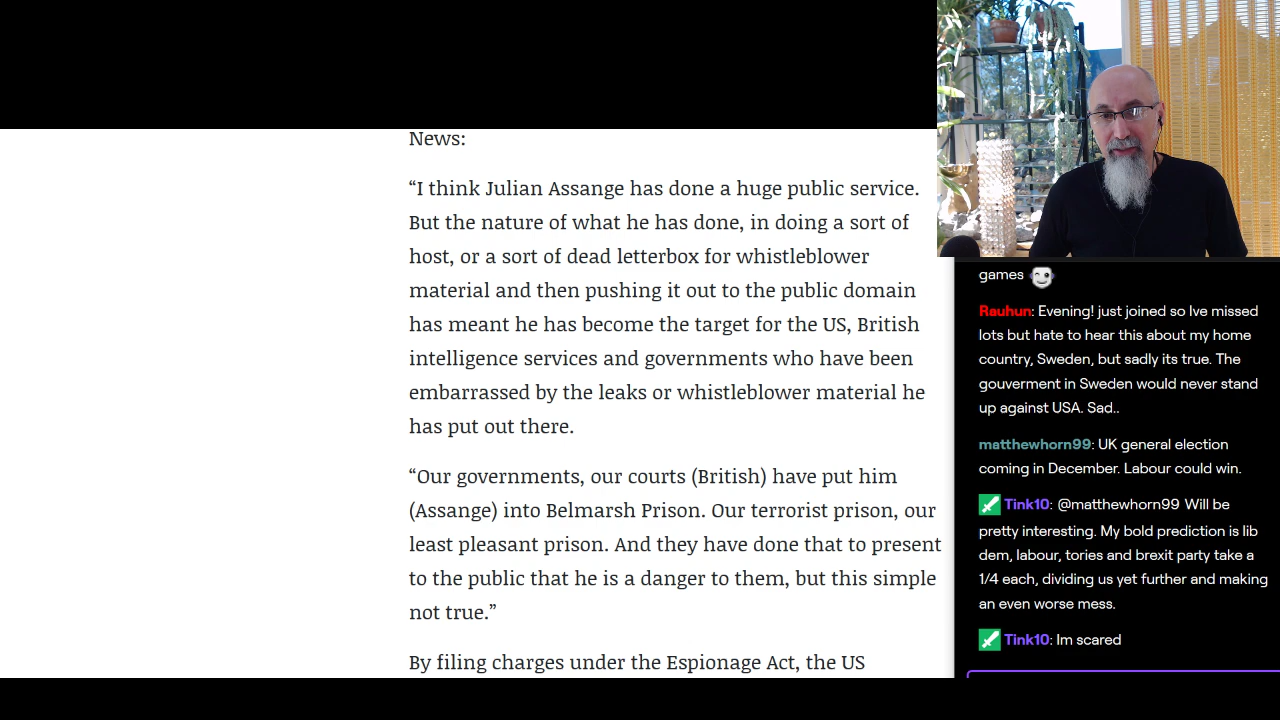 News:
“I think Julian Assange has done a huge public service.
But the nature of what he has done, in doing a sort of
host, or a sort of dead letterbox for whistleblower
material and then pushing it out to the public domain
has meant he has become the target for the US, British
intelligence services and governments who have been
embarrassed by the leaks or whistleblower material he
has put out there.
“Our governments, our courts (British) have put him
(Assange) into Belmarsh Prison. Our terrorist prison, our
least pleasant prison. And they have done that to present
to the public that he is a danger to them, but this simple
not true.”
By filing charges under the Espionage Act, the US
games
Rauhun: Evening! just joined so Ive missed
lots but hate to hear this about my home
country, Sweden, but sadly its true. The
gouverment in Sweden would never stand
up against USA. Sad..
matthewhorn99: UK general election
coming in December. Labour could win.
Tink10: @matthewhorn99 Will be
pretty interesting. My bold prediction is lib
dem, labour, tories and brexit party take a
1/4 each, dividing us yet further and making
an even worse mess.
Tink10: Im scared